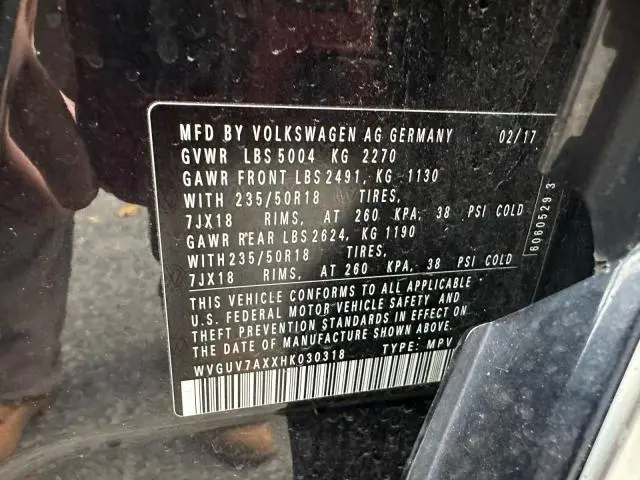 MFD BY VOLKSWAGEN AG GERMANY 02/17
GVWR LBS 5004 KG 2270
GAWR FRONT LBS 2491, KG 1130
WITH 235/50R18 TIRES,
7JX18 RIMS, AT 260 KPA, 38 PSI COLD
GAWR REAR LBS 2624, KG 1190
WITH 235/50R18 TIRES,
7JX18 RIMS, AT 260 KPA, 38 PSI COLD
THIS VEHICLE CONFORMS TO ALL APPLICABLE
U.S. FEDERAL MOTOR VEHICLE SAFETY AND
THEFT PREVENTION STANDARDS IN EFFECT ON
THE DATE OF MANUFACTURE SHOWN ABOVE.
WVGUV7AXXHK030318 TYPE: MPV
6060529 3